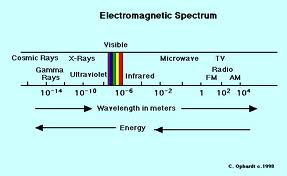 Electromagnetic Spectrum
Visible
Cosmic Rays X-Rays Microwave TV
Gamma Rays Ultraviolet Infrared Radio
FM AM
10-14 10-10 10-6 10-2 1 102 104
Wavelength in meters
Energy
C. Ophardt c.1998